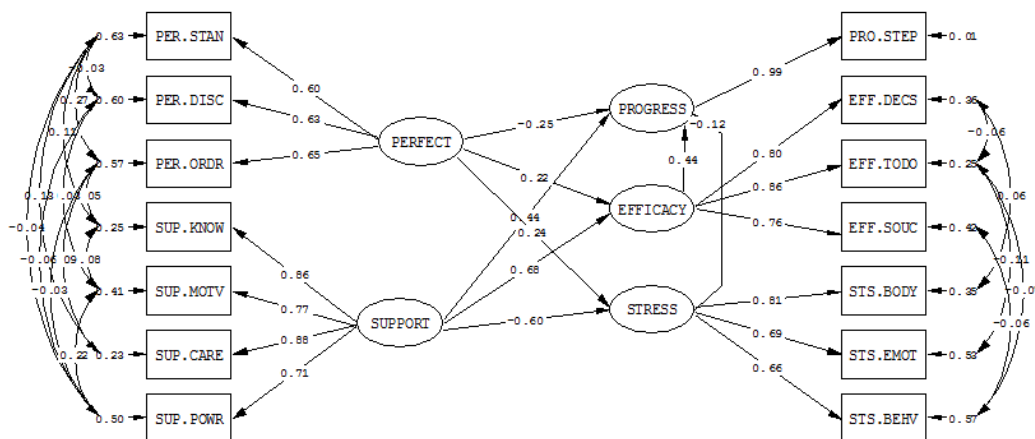 0.63
PER.STAN
-0.03
0.27
0.60
PER.DISC
0.11
0.57
PER.ORDR
0.13
0.05
-0.04
0.25
SUP.KNOW
-0.06
0.08
0.41
SUP.MOTV
-0.03
0.22
0.23
SUP.CARE
0.50
SUP.POWR
0.60
0.63
0.65
PERFECT
0.86
0.77
0.88
0.71
SUPPORT
-0.25
0.22
0.44
0.24
0.68
-0.60
PROGRESS
-0.12
0.44
EFFICACY
STRESS
0.99
0.80
0.86
0.76
0.81
0.69
0.66
PRO.STEP
0.01
EFF.DECS
0.36
-0.06
EFF.TODO
0.25
0.06
EFF.SOUC
0.42
STS.BODY
0.35
-0.06
STS.EMOT
0.53
STS.BEHV
0.57